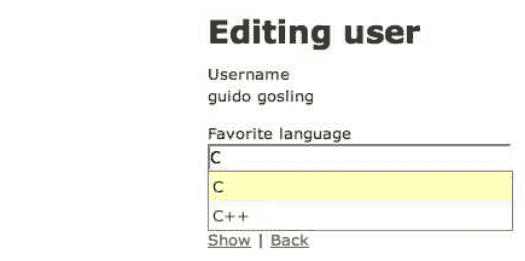 Editing user
Username
guido gosling
Favorite language
C
C
C++
Show | Back